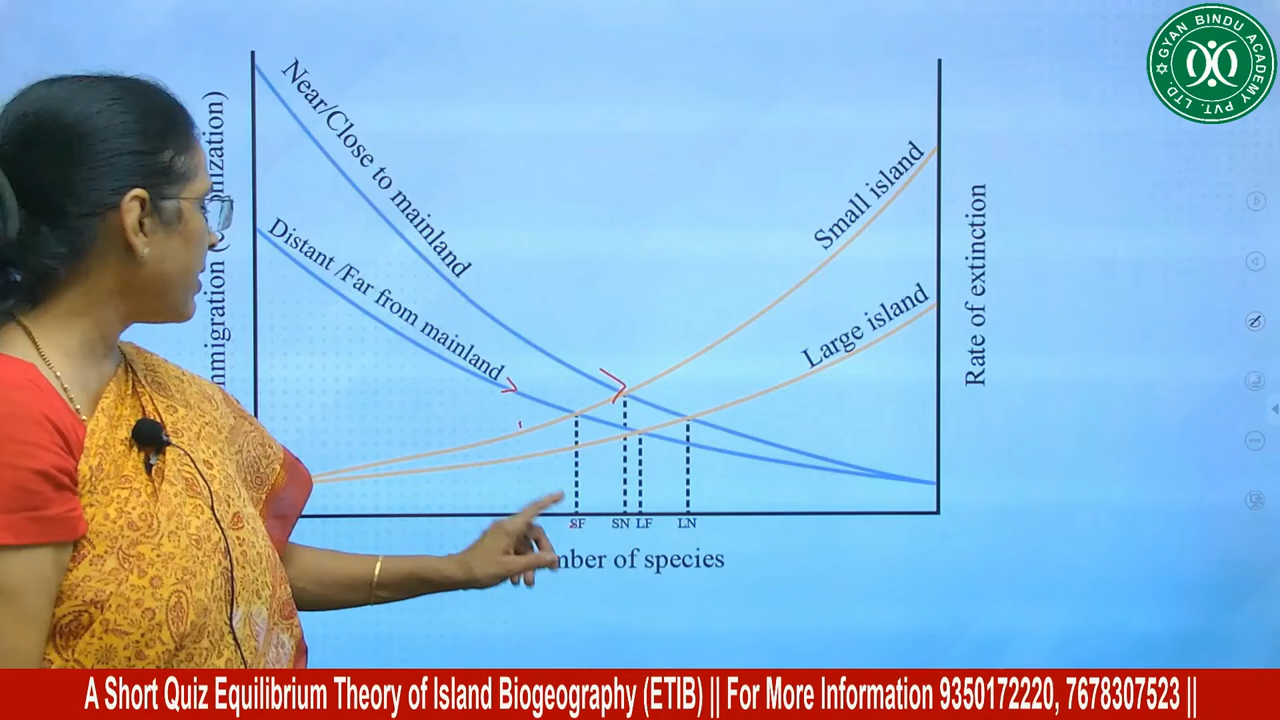 GYAN BINDU ACADEMY PVT. LTD.
Near/Close to mainland
Distant /Far from mainland
Small island
Large island
Rate of extinction
SF SN LF LN
of species
A Short Quiz Equilibrium Theory of Island Biogeography (ETIB) || For More Information 9350172220, 7678307523 ||